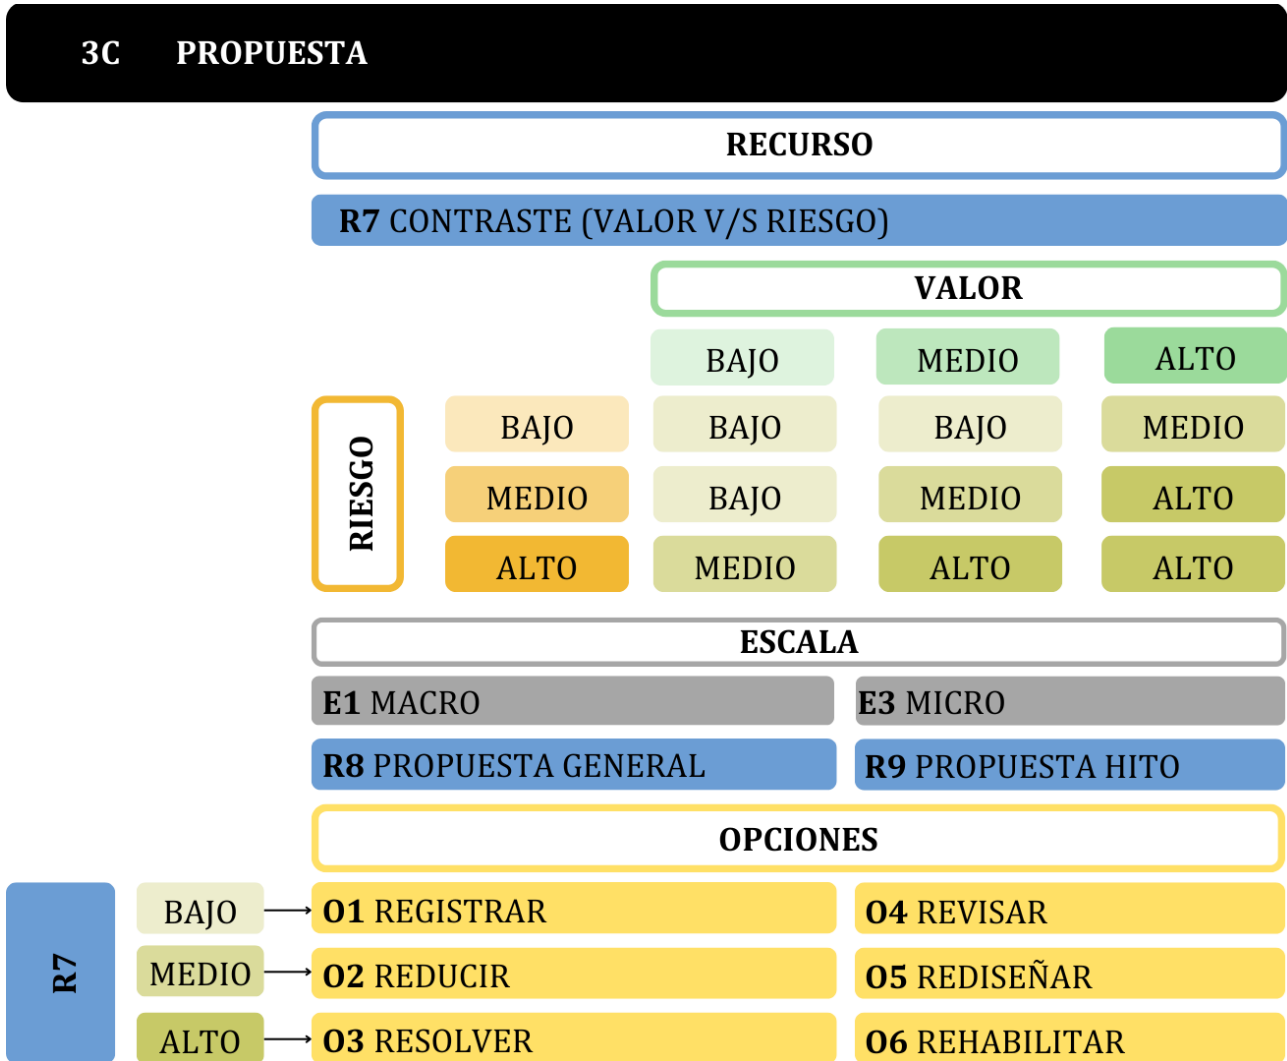 3C PROPUESTA
RECURSO
R7 CONTRASTE (VALOR V/S RIESGO)
VALOR
BAJO MEDIO ALTO
RIESGO
BAJO BAJO BAJO MEDIO
MEDIO BAJO MEDIO ALTO
ALTO MEDIO ALTO ALTO
ESCALA
E1 MACRO E3 MICRO
R8 PROPUESTA GENERAL R9 PROPUESTA HITO
OPCIONES
R7
BAJO O1 REGISTRAR O4 REVISAR
MEDIO O2 REDUCIR O5 REDISEÑAR
ALTO O3 RESOLVER O6 REHABILITAR